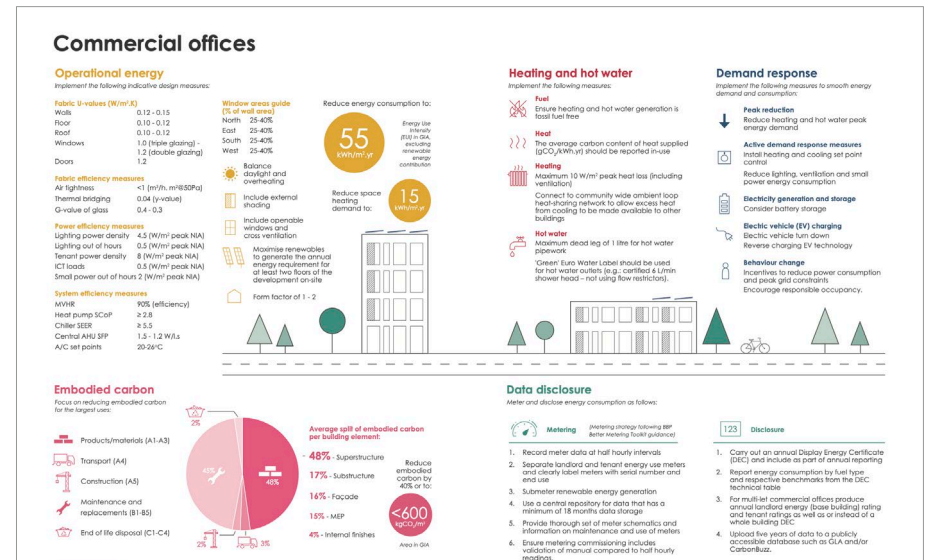 Commercial offices
Operational energy
Implement the following indicative design measures:
Fabric U-values (W/m².K)
Walls 0.12 - 0.15
Floor 0.10 - 0.12
Roof 0.10 - 0.12
Windows 1.0 (triple glazing) -
1.2 (double glazing)
Doors 1.2
Fabric efficiency measures
Air tightness <1 (m³/h. m²@50Pa)
Thermal bridging 0.04 (y-value)
G-value of glass 0.4 - 0.3
Power efficiency measures
Lighting power density 4.5 (W/m² peak NIA)
Lighting out of hours 0.5 (W/m² peak NIA)
Tenant power density 8 (W/m² peak NIA)
ICT loads 0.5 (W/m² peak NIA)
Small power out of hours 2 (W/m² peak NIA)
System efficiency measures
MVHR 90% (efficiency)
Heat pump SCoP ≥ 2.8
Chiller SEER ≥ 5.5
Central AHU SFP 1.5 - 1.2 W/l.s
A/C set points 20-26°C
Window areas guide
(% of wall area)
North 25-40%
East 25-40%
South 25-40%
West 25-40%
Balance
daylight and
overheating
Include external
shading
Include openable
windows and
cross ventilation
Maximise renewables
to generate the annual
energy requirement for
at least two floors of the
development on-site
Form factor of 1 - 2
Reduce energy consumption to:
55
kWh/m².yr
Energy Use
Intensity
(EUI) in GIA,
excluding
renewable
energy
contribution
Reduce space
heating
demand to:
15
kWh/m².yr
Heating and hot water
Implement the following measures:
Fuel
Ensure heating and hot water generation is
fossil fuel free
Heat
The average carbon content of heat supplied
(gCO₂/kWh.yr) should be reported in-use
Heating
Maximum 10 W/m² peak heat loss (including
ventilation)
Connect to community wide ambient loop
heat-sharing network to allow excess heat
from cooling to be made available to other
buildings
Hot water
Maximum dead leg of 1 litre for hot water
pipework
'Green' Euro Water Label should be used
for hot water outlets (e.g.: certified 6 L/min
shower head – not using flow restrictors).
Demand response
Implement the following measures to smooth energy
demand and consumption:
Peak reduction
Reduce heating and hot water peak
energy demand
Active demand response measures
Install heating and cooling set point
control
Reduce lighting, ventilation and small
power energy consumption
Electricity generation and storage
Consider battery storage
Electric vehicle (EV) charging
Electric vehicle turn down
Reverse charging EV technology
Behaviour change
Incentives to reduce power consumption
and peak grid constraints
Encourage responsible occupancy.
Embodied carbon
Focus on reducing embodied carbon
for the largest uses:
Products/materials (A1-A3)
Transport (A4)
Construction (A5)
Maintenance and
replacements (B1-B5)
End of life disposal (C1-C4)
2%
45%
48%
2%
3%
Average split of embodied carbon
per building element:
48% - Superstructure
17% - Substructure
16% - Façade
15% - MEP
4% - Internal finishes
Reduce
embodied
carbon by
40% or to:
<600
kgCO₂/m²
Area in GIA
Data disclosure
Meter and disclose energy consumption as follows:
Metering
(Metering strategy following BBP
Better Metering Toolkit guidance)
1. Record meter data at half hourly intervals
2. Separate landlord and tenant energy use meters
and clearly label meters with serial number and
end use
3. Submeter renewable energy generation
4. Use a central repository for data that has a
minimum of 18 months data storage
5. Provide thorough set of meter schematics and
information on maintenance and use of meters
6. Ensure metering commissioning includes
validation of manual compared to half hourly
readings.
123 Disclosure
1. Carry out an annual Display Energy Certificate
(DEC) and include as part of annual reporting
2. Report energy consumption by fuel type
and respective benchmarks from the DEC
technical table
3. For multi-let commercial offices produce
annual landlord energy (base building) rating
and tenant ratings as well as or instead of a
whole building DEC
4. Upload five years of data to a publicly
accessible database such as GLA and/or
CarbonBuzz.